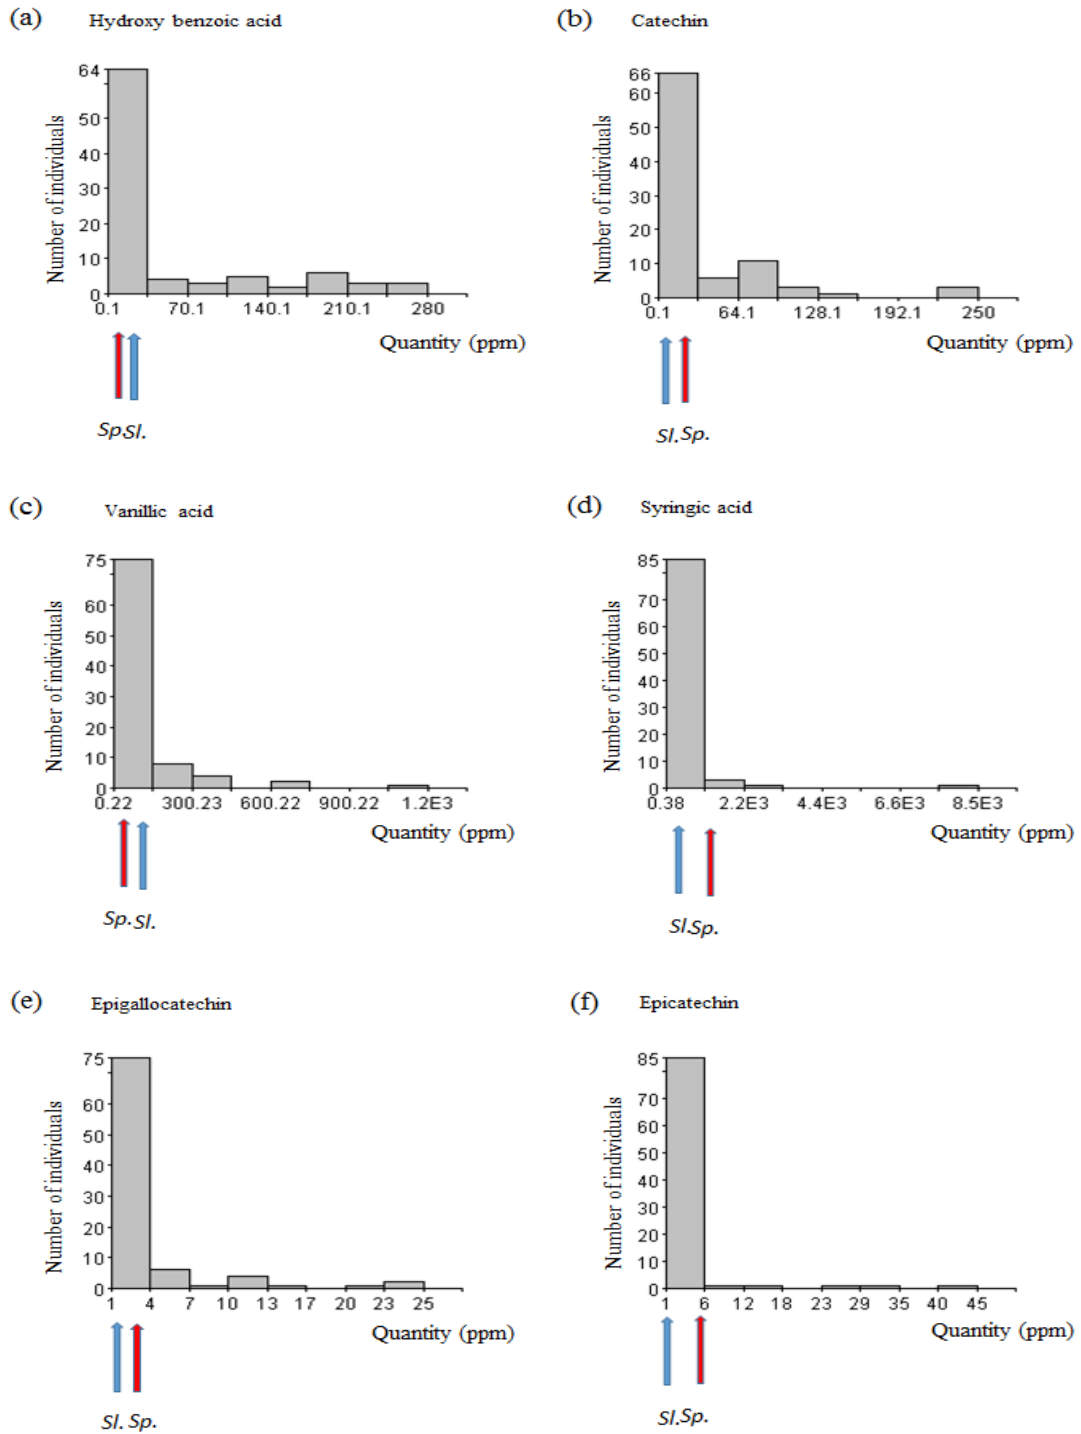 (a) Hydroxy benzoic acid
64
50
40
30
20
10
0
Number of individuals
0.1 70.1 140.1 210.1 280
Quantity (ppm)
Sp.Sl.
(b) Catechin
66
60
50
40
30
20
10
0
Number of individuals
0.1 64.1 128.1 192.1 250
Quantity (ppm)
Sl.Sp.
(c) Vanillic acid
75
60
50
40
30
20
10
0
Number of individuals
0.22 300.23 600.22 900.22 1.2E3
Quantity (ppm)
Sp. Sl.
(d) Syringic acid
85
70
60
50
40
30
20
10
0
Number of individuals
0.38 2.2E3 4.4E3 6.6E3 8.5E3
Quantity (ppm)
Sl.Sp.
(e) Epigallocatechin
75
60
50
40
30
20
10
0
Number of individuals
1 4 7 10 13 17 20 23 25
Quantity (ppm)
Sl. Sp.
(f) Epicatechin
85
70
60
50
40
30
20
10
0
Number of individuals
1 6 12 18 23 29 35 40 45
Quantity (ppm)
Sl.Sp.